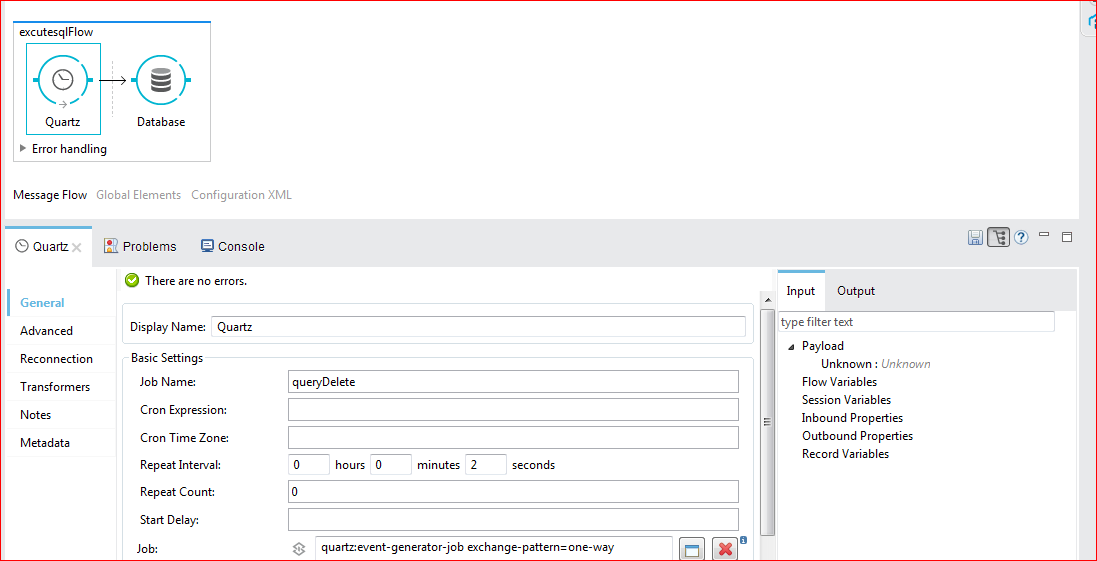 excutesqlFlow
Quartz
Database
Error handling
Message Flow Global Elements Configuration XML
Quartz Problems Console
There are no errors.
General
Advanced
Reconnection
Transformers
Notes
Metadata
Display Name: Quartz
Basic Settings
Job Name: queryDelete
Cron Expression:
Cron Time Zone:
Repeat Interval: 0 hours 0 minutes 2 seconds
Repeat Count: 0
Start Delay:
Job: quartz:event-generator-job exchange-pattern=one-way
Input Output
type filter text
Payload
Unknown : Unknown
Flow Variables
Session Variables
Inbound Properties
Outbound Properties
Record Variables